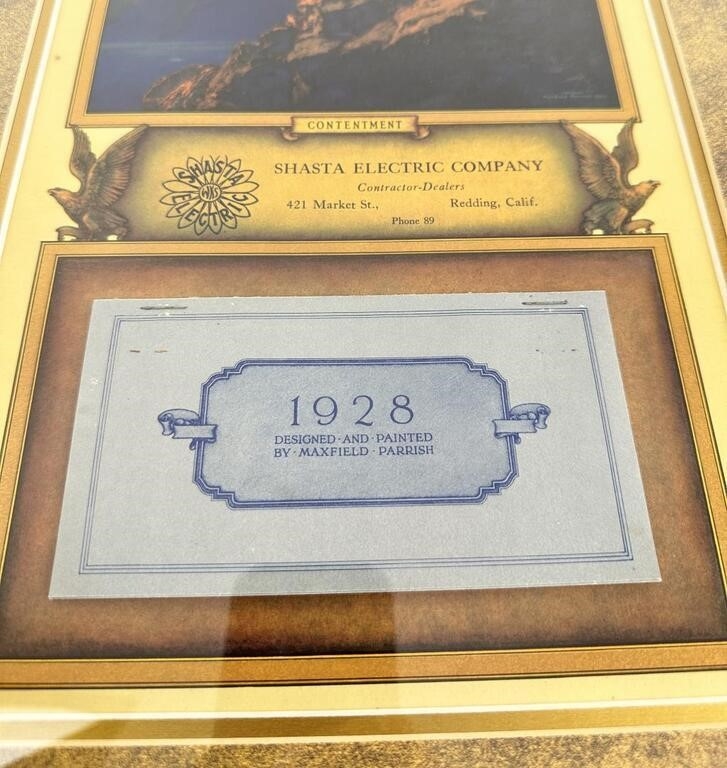 CONTENTMENT
SHASTA ELECTRIC
WXS
SHASTA ELECTRIC COMPANY
Contractor-Dealers
421 Market St., Redding, Calif.
Phone 89
1928
DESIGNED · AND · PAINTED
BY · MAXFIELD · PARRISH